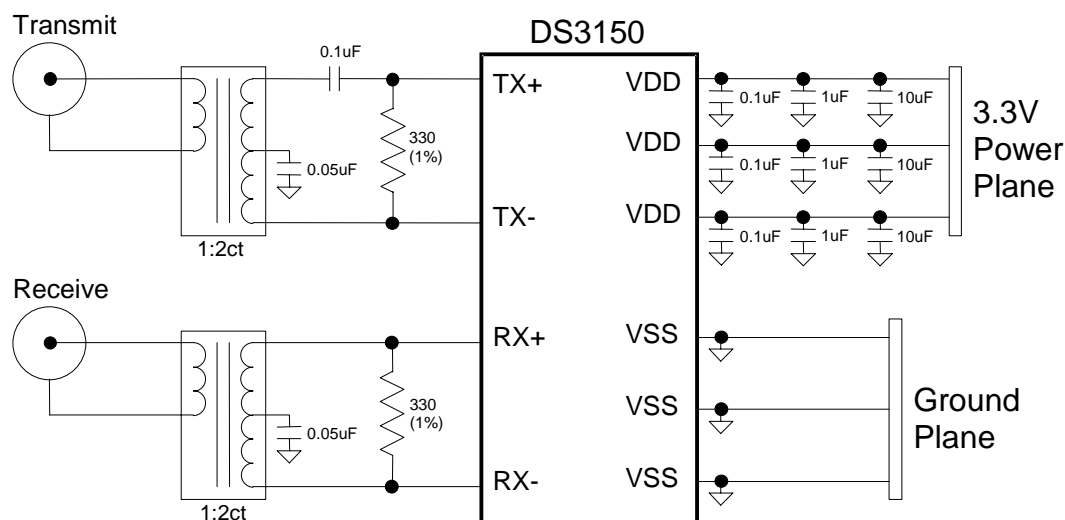 Transmit
DS3150
0.1uF
TX+
VDD
0.1uF
1uF
10uF
330
(1%)
0.05uF
VDD
0.1uF
1uF
10uF
3.3V
Power
Plane
TX-
VDD
0.1uF
1uF
10uF
1:2ct
Receive
RX+
VSS
330
(1%)
0.05uF
VSS
Ground
Plane
RX-
VSS
1:2ct